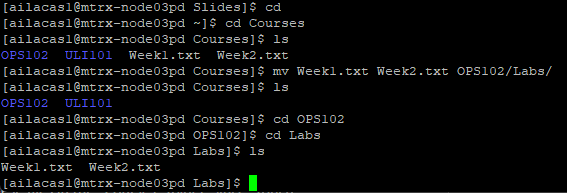 [ailacas1@mtrx-node03pd Slides]$ cd
[ailacas1@mtrx-node03pd ~]$ cd Courses
[ailacas1@mtrx-node03pd Courses]$ ls
OPS102  ULI101  Week1.txt  Week2.txt
[ailacas1@mtrx-node03pd Courses]$ mv Week1.txt Week2.txt OPS102/Labs/
[ailacas1@mtrx-node03pd Courses]$ ls
OPS102  ULI101
[ailacas1@mtrx-node03pd Courses]$ cd OPS102
[ailacas1@mtrx-node03pd OPS102]$ cd Labs
[ailacas1@mtrx-node03pd Labs]$ ls
Week1.txt  Week2.txt
[ailacas1@mtrx-node03pd Labs]$